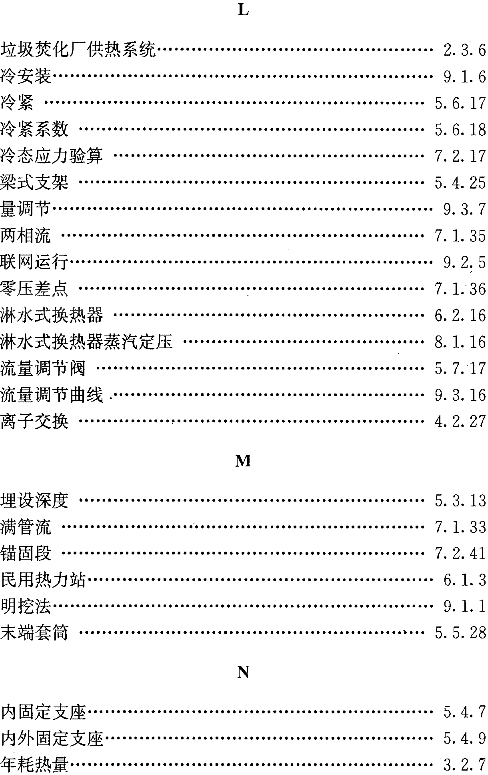 L
垃圾焚化厂供热系统…………………………………………… 2.3.6
冷安装…………………………………………………………… 9.1.6
冷紧 …………………………………………………………… 5.6.17
冷紧系数 ……………………………………………………… 5.6.18
冷态应力验算 ………………………………………………… 7.2.17
梁式支架 ……………………………………………………… 5.4.25
量调节…………………………………………………………… 9.3.7
两相流 ………………………………………………………… 7.1.35
联网运行………………………………………………………… 9.2.5
零压差点 ……………………………………………………… 7.1.36
淋水式换热器 ………………………………………………… 6.2.16
淋水式换热器蒸汽定压 ……………………………………… 8.1.16
流量调节阀 …………………………………………………… 5.7.17
流量调节曲线 ………………………………………………… 9.3.16
离子交换 ……………………………………………………… 4.2.27
M
埋设深度 ……………………………………………………… 5.3.13
满管流 ………………………………………………………… 7.1.33
锚固段 ………………………………………………………… 7.2.41
民用热力站……………………………………………………… 6.1.3
明挖法…………………………………………………………… 9.1.1
末端套筒 ……………………………………………………… 5.5.28
N
内固定支座……………………………………………………… 5.4.7
内外固定支座…………………………………………………… 5.4.9
年耗热量………………………………………………………… 3.2.7